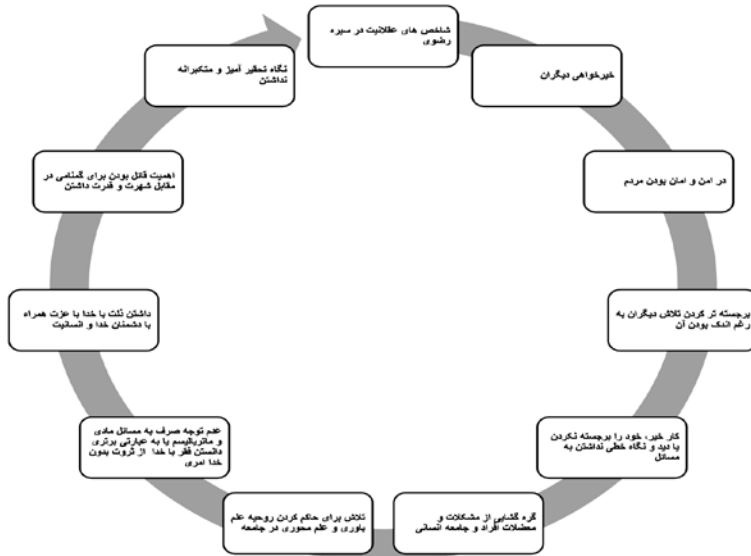 شاخص های عقلانیت در سیره
رضوی
خیرخواهی دیگران
در امن و امان بودن مردم
برجسته تر کردن تلاش دیگران به
رغم اندک بودن آن
کار خیر، خود را برجسته نکردن
یا دید و نگاه خطی نداشتن به
مسائل
گره گشایی از مشکلات و
معضلات افراد و جامعه انسانی
تلاش برای حاکم کردن روحیه علم
باوری و علم محوری در جامعه
عدم توجه صرف به مسائل مادی
و ماتریالیسم یا به عبارتی برتری
دانستن فقر با خدا از ثروت بدون
خدا امری
داشتن ذلت با خدا با عزت همراه
با دشمنان خدا و انسانیت
اهمیت قائل بودن برای گمنامی در
مقابل شهرت و قدرت داشتن
نگاه تحقیر آمیز و متکبرانه
نداشتن